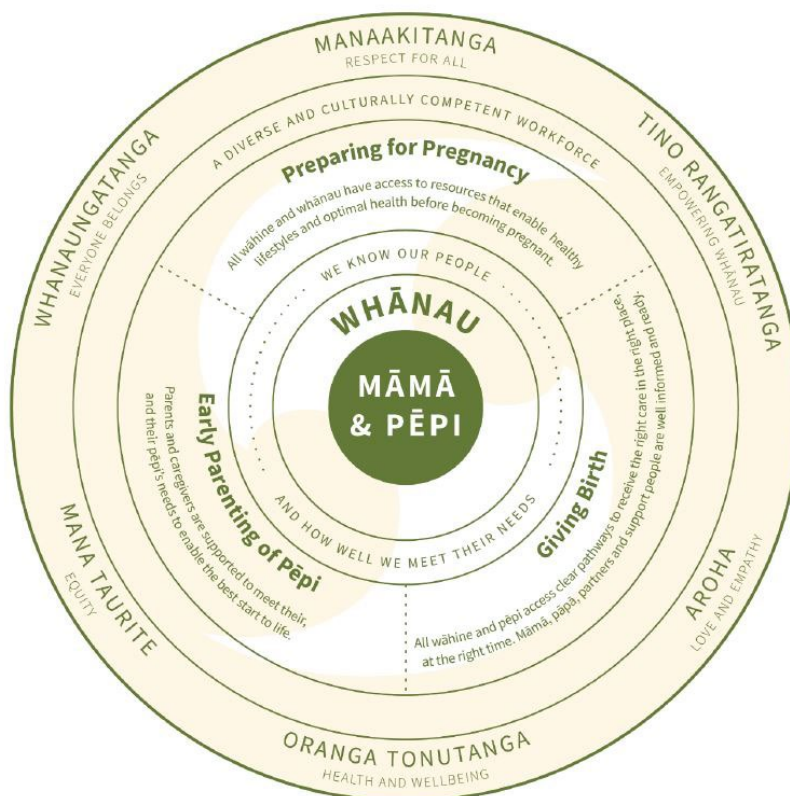 MANAAKITANGA
RESPECT FOR ALL
TINO RANGATIRATANGA
EMPOWERING WHĀNAU
AROHA
LOVE AND EMPATHY
ORANGA TONUTANGA
HEALTH AND WELLBEING
MANA TAURITE
EQUITY
WHANAUNGATANGA
EVERYONE BELONGS
A DIVERSE AND CULTURALLY COMPETENT WORKFORCE
Preparing for Pregnancy
All wāhine and whānau have access to resources that enable healthy
lifestyles and optimal health before becoming pregnant.
Giving Birth
All wāhine and pēpi access clear pathways to receive the right care in the right place,
at the right time. Māmā, pāpā, partners and support people are well informed and ready.
Early Parenting of Pēpi
Parents and caregivers are supported to meet their,
and their pēpi's needs to enable the best start to life.
WE KNOW OUR PEOPLE
AND HOW WELL WE MEET THEIR NEEDS
WHĀNAU
MĀMĀ
& PĒPI